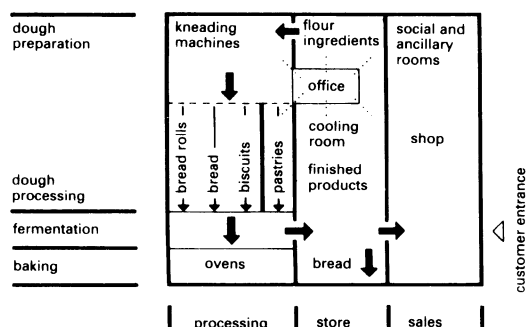 dough
preparation
kneading
machines
flour
ingredients
social and
ancillary
rooms
office
cooling
room
shop
bread rolls
bread
biscuits
pastries
finished
products
dough
processing
fermentation
baking
ovens
bread
customer entrance
processing
store
sales